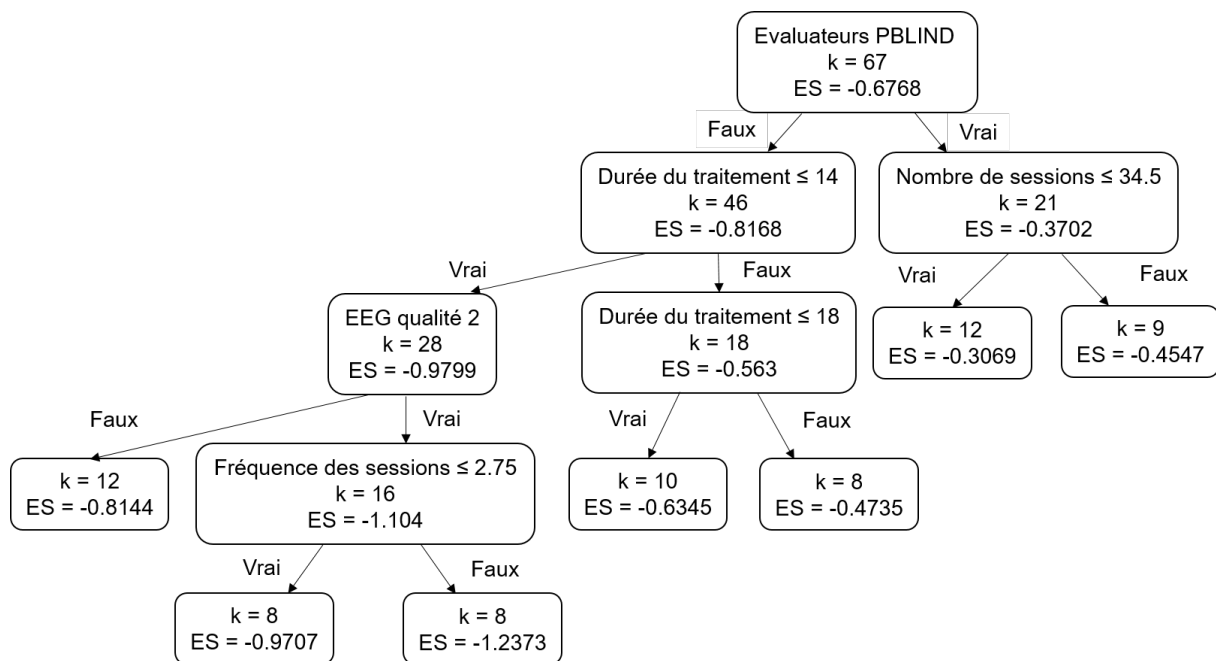 Evaluateurs PBLIND
k = 67
ES = -0.6768
Faux
Vrai
Durée du traitement ≤ 14
k = 46
ES = -0.8168
Nombre de sessions ≤ 34.5
k = 21
ES = -0.3702
Vrai
Faux
Vrai
Faux
EEG qualité 2
k = 28
ES = -0.9799
Durée du traitement ≤ 18
k = 18
ES = -0.563
k = 12
ES = -0.3069
k = 9
ES = -0.4547
Faux
Vrai
Vrai
Faux
k = 12
ES = -0.8144
Fréquence des sessions ≤ 2.75
k = 16
ES = -1.104
k = 10
ES = -0.6345
k = 8
ES = -0.4735
Vrai
Faux
k = 8
ES = -0.9707
k = 8
ES = -1.2373